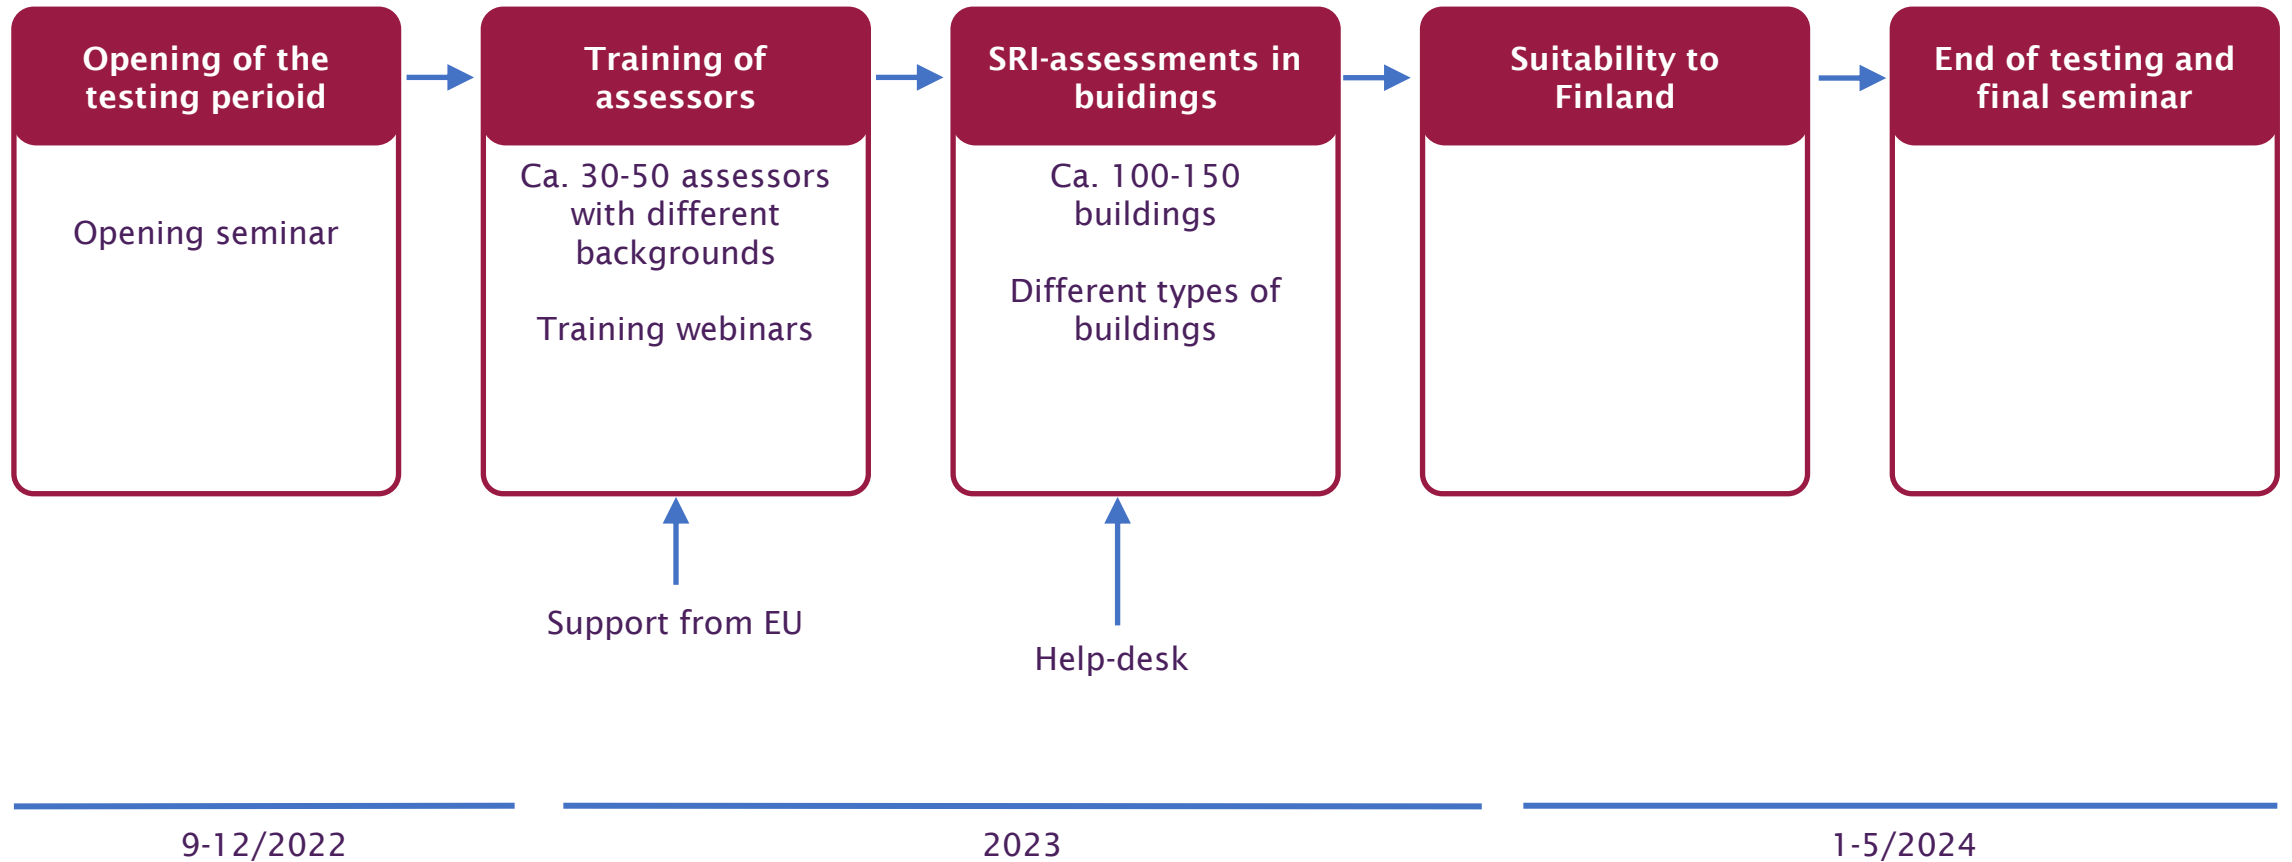 Opening of the
testing perioid
Opening seminar
Training of
assessors
Ca. 30-50 assessors
with different
backgrounds
Training webinars
SRI-assessments in
buidings
Ca. 100-150
buildings
Different types of
buildings
Suitability to
Finland
End of testing and
final seminar
Support from EU
Help-desk
9-12/2022
2023
1-5/2024